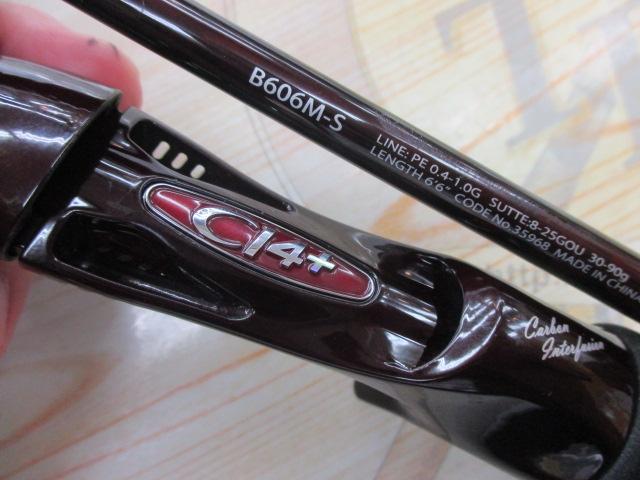 B606M-S
LINE: PE 0.4-1.0G SUTTE:8-25GOU 30-90g
LENGTH 6'6" CODE No.35968 MADE IN CHINA
CI4+
Carbon
Interfusion